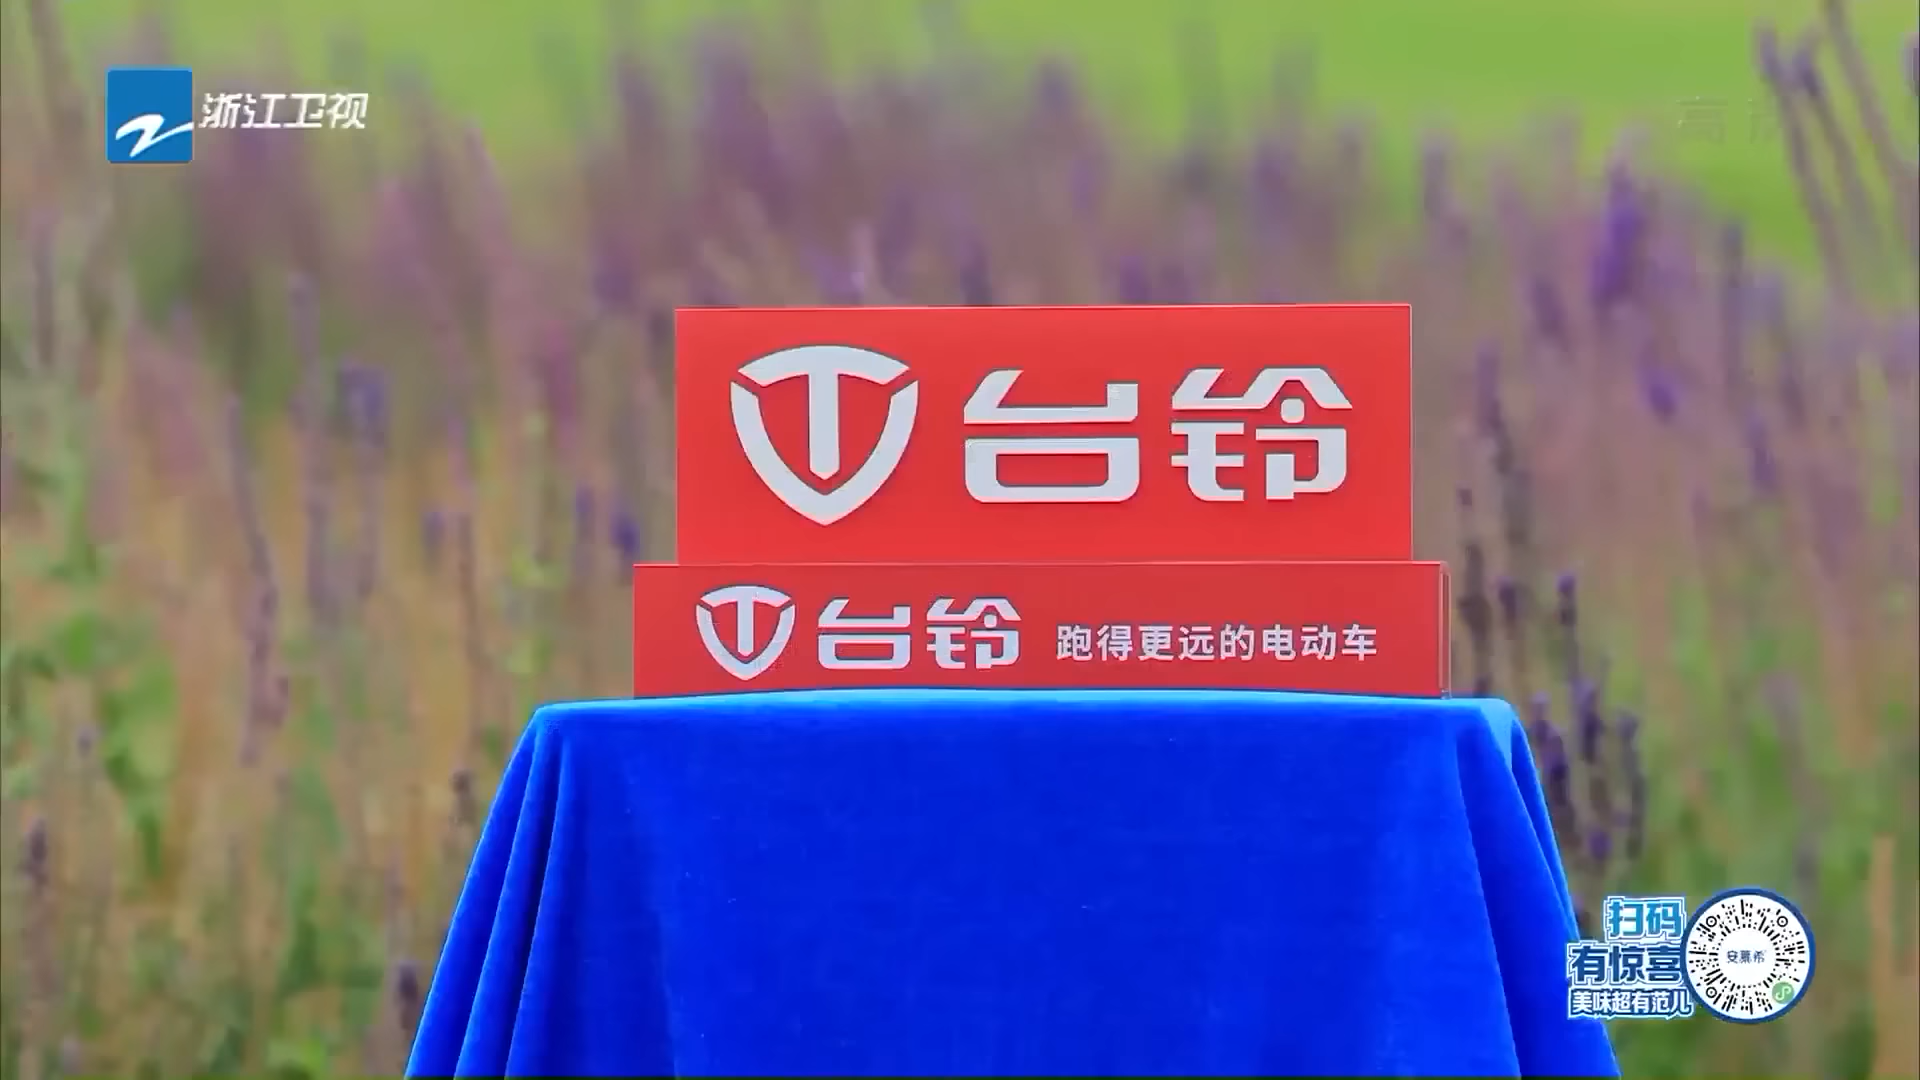 浙江卫视
台铃
台铃 跑得更远的电动车
扫码
有惊喜
美味超有范儿
安慕希